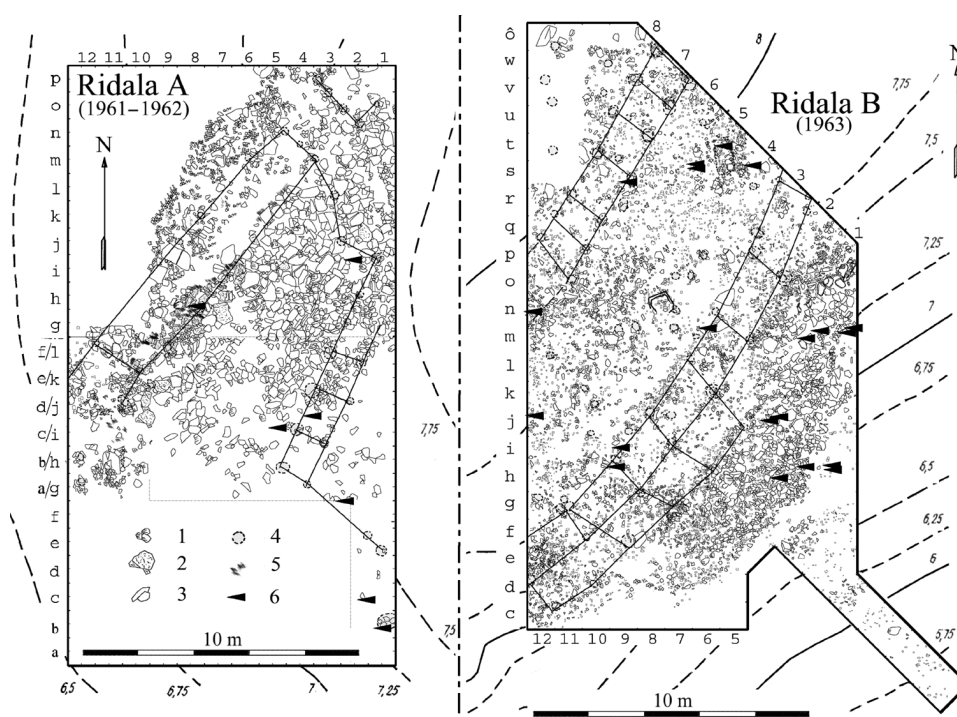 12 11 10 9 8 7 6 5 4 3 2 1
Ridala A
(1961–1962)
N
p
o
n
m
l
k
j
i
h
g
f/l
e/k
d/j
c/i
b/h
a/g
f
e
d
c
b
a
1
2
3
4
5
6
10 m
6,5
6,75
7
7,25
7,75
7,5
Ridala B
(1963)
N
8
7
6
5
4
3
2
1
ô
w
v
u
t
s
r
q
p
o
n
m
l
k
j
i
h
g
f
e
d
c
12 11 10 9 8 7 6 5
8
7,75
7,5
7,25
7
6,75
6,5
6,25
6
5,75
10 m